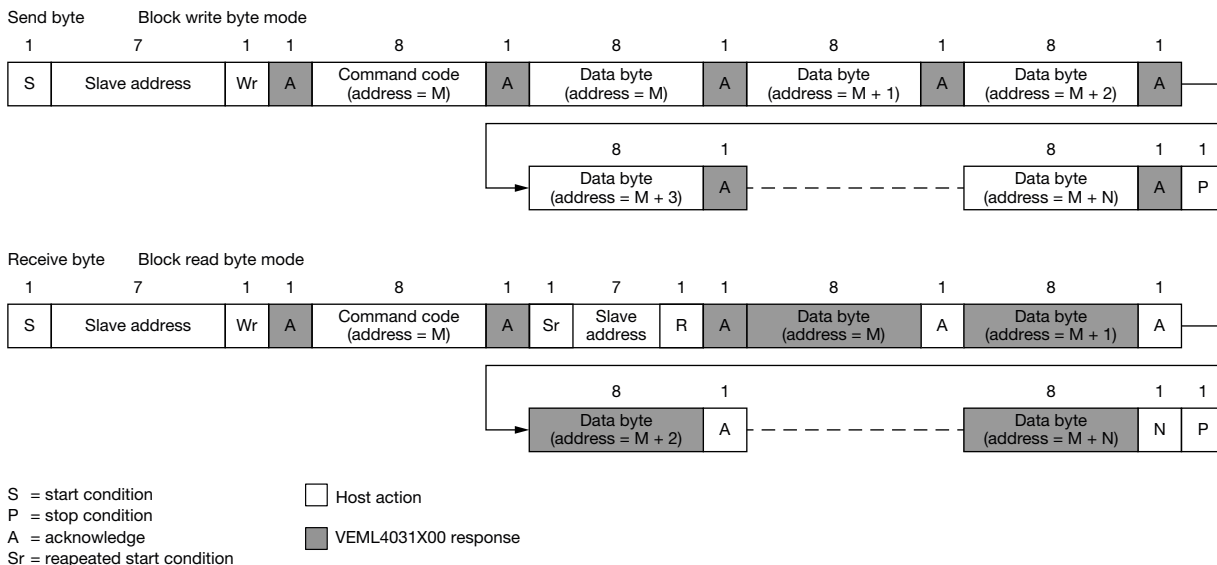 Send byte Block write byte mode
1 7 1 1 8 1 8 1 8 1 8 1
S Slave address Wr A Command code (address = M) A Data byte (address = M) A Data byte (address = M + 1) A Data byte (address = M + 2) A
8 1 8 1 1
Data byte (address = M + 3) A Data byte (address = M + N) A P
Receive byte Block read byte mode
1 7 1 1 8 1 1 7 1 1 8 1 8 1
S Slave address Wr A Command code (address = M) A Sr Slave address R A Data byte (address = M) A Data byte (address = M + 1) A
8 1 8 1 1
Data byte (address = M + 2) A Data byte (address = M + N) N P
S = start condition
P = stop condition
A = acknowledge
Sr = reapeated start condition
Host action
VEML4031X00 response